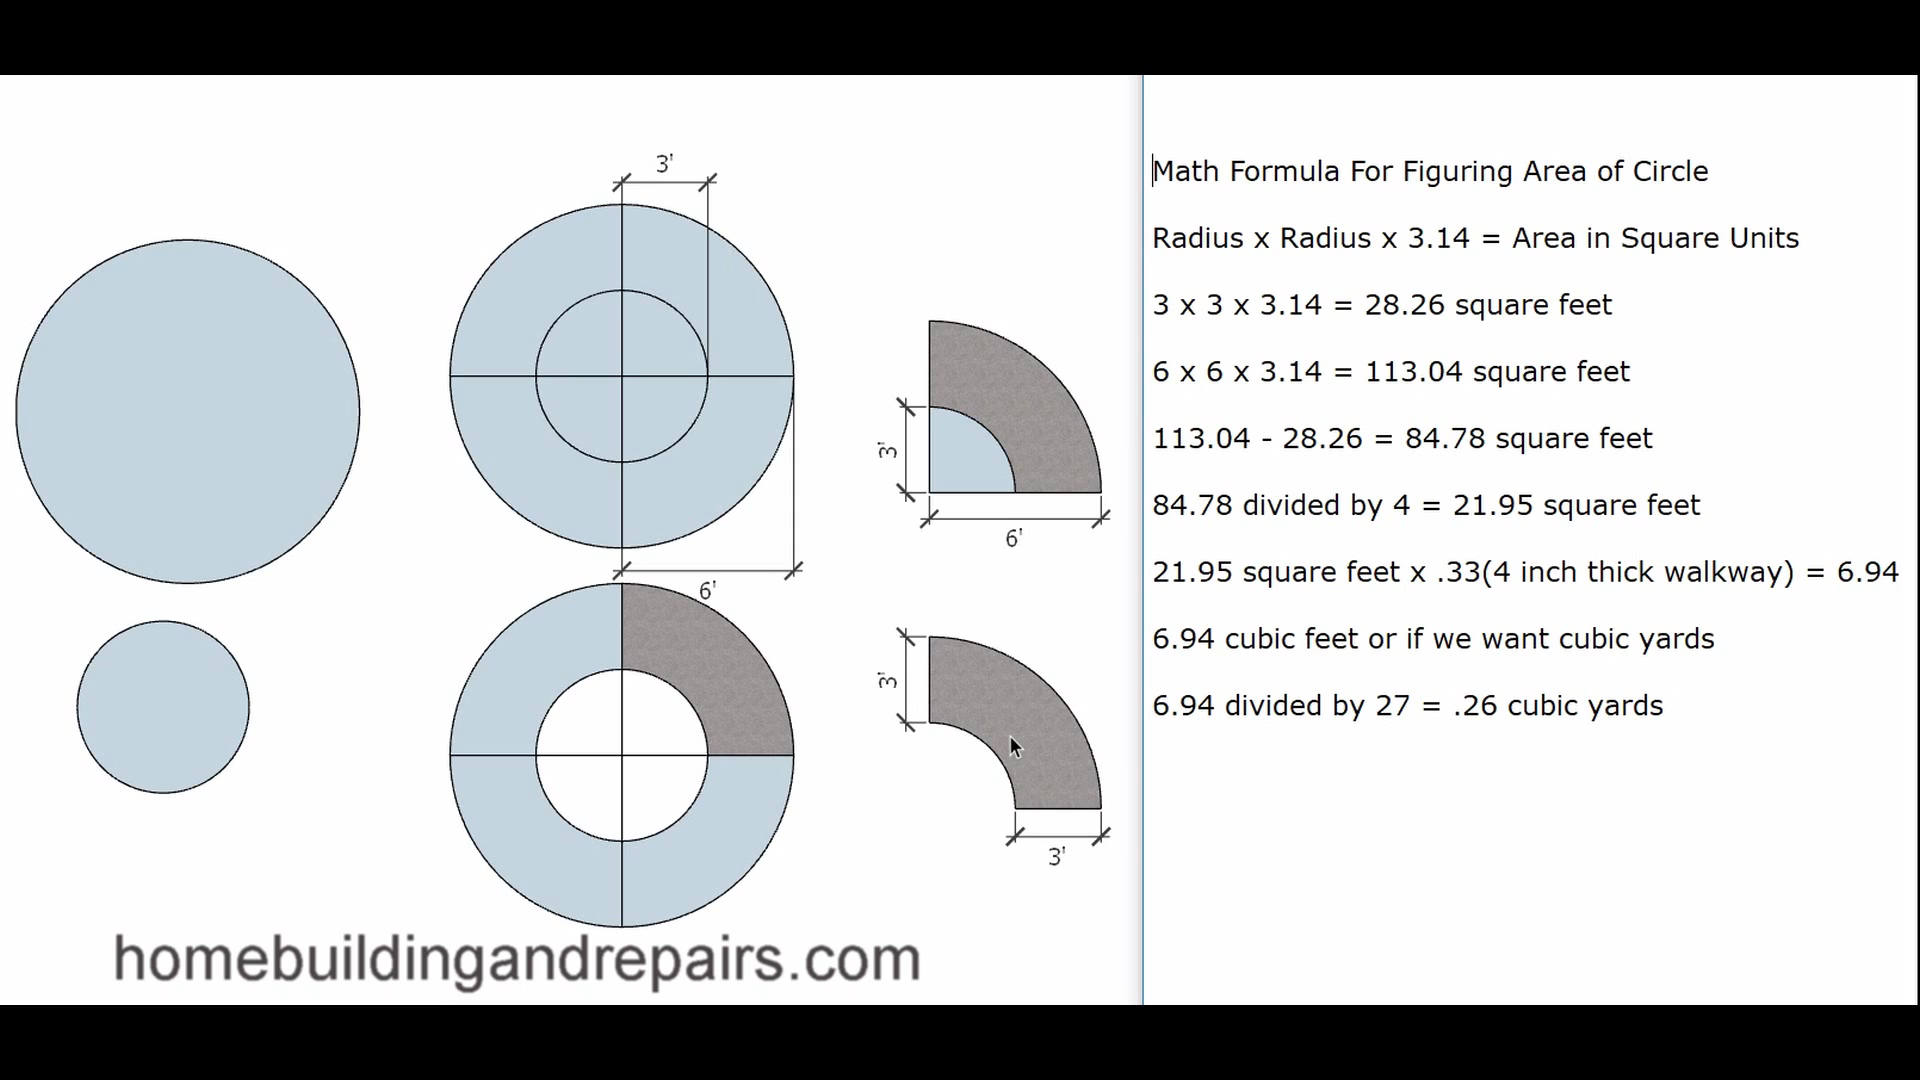 Math Formula For Figuring Area of Circle
Radius x Radius x 3.14 = Area in Square Units
3 x 3 x 3.14 = 28.26 square feet
6 x 6 x 3.14 = 113.04 square feet
113.04 - 28.26 = 84.78 square feet
84.78 divided by 4 = 21.95 square feet
21.95 square feet x .33(4 inch thick walkway) = 6.94
6.94 cubic feet or if we want cubic yards
6.94 divided by 27 = .26 cubic yards
3'
6'
3'
6'
3'
3'
homebuildingandrepairs.com